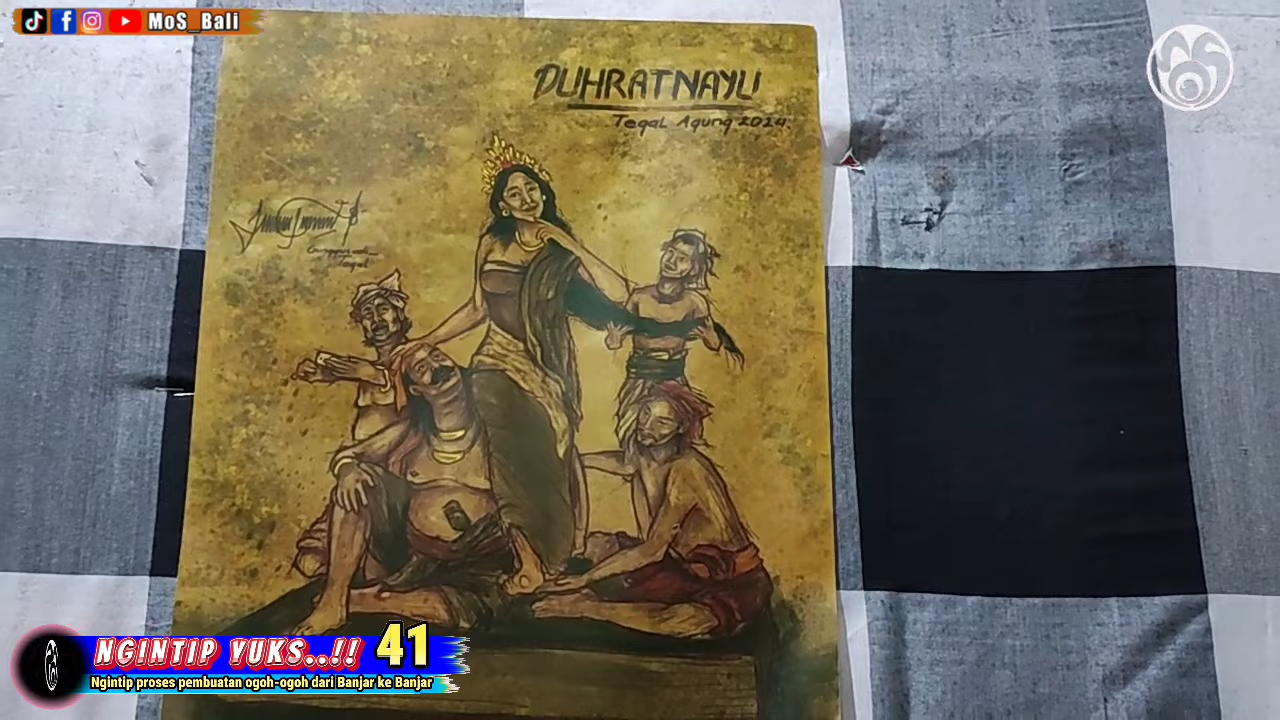 MoS_Bali
DUHRATNAYU
Tegal Agung 2024.
NGINTIP YUKS..!! 41
Ngintip proses pembuatan ogoh-ogoh dari Banjar ke Banjar